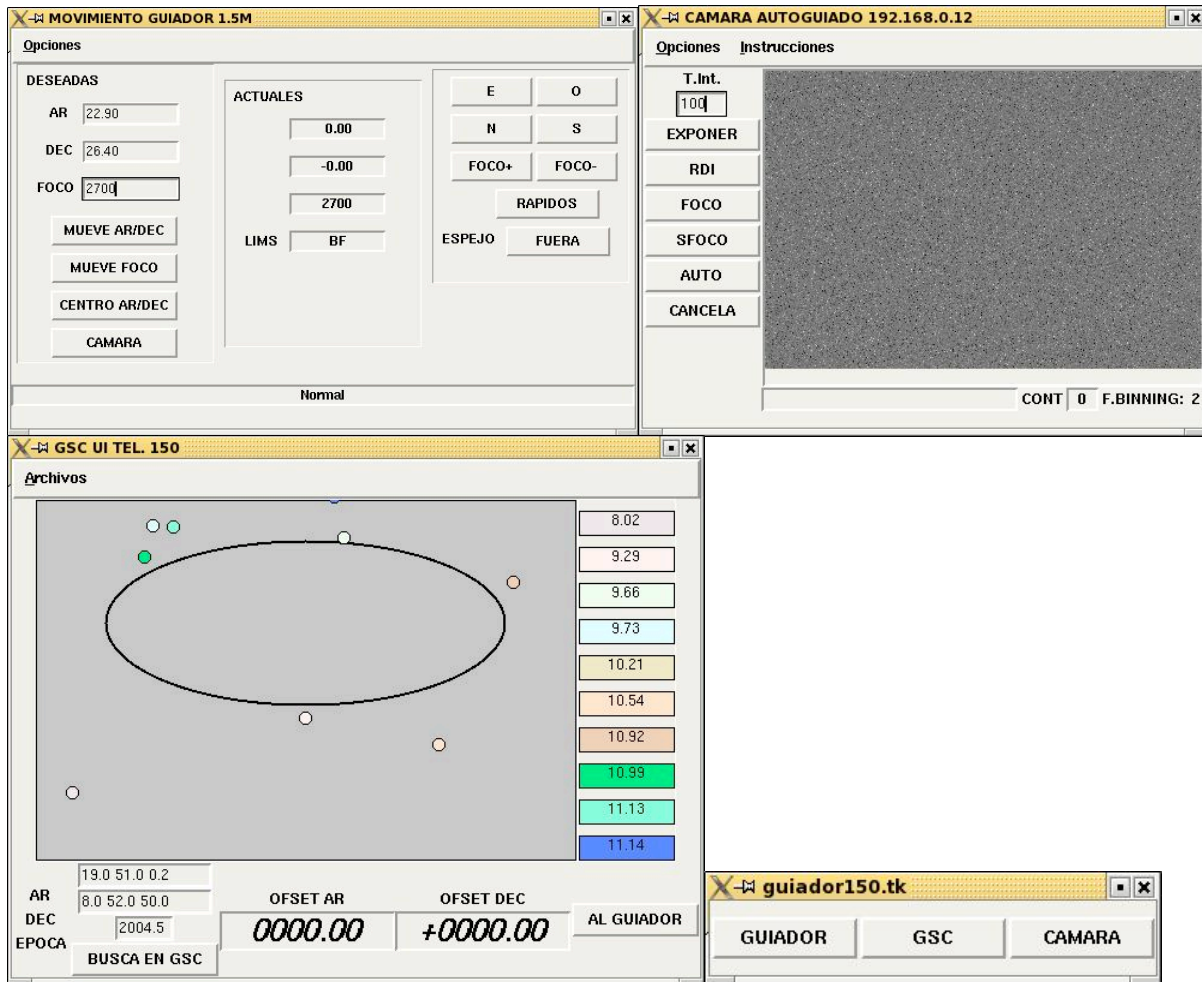 MOVIMIENTO GUIADOR 1.5M
Opciones
DESEADAS
AR 22.90
DEC 26.40
FOCO 2700
MUEVE AR/DEC
MUEVE FOCO
CENTRO AR/DEC
CAMARA
ACTUALES
0.00
-0.00
2700
LIMS BF
E O
N S
FOCO+ FOCO-
RAPIDOS
ESPEJO FUERA
Normal
CAMARA AUTOGUIADO 192.168.0.12
Opciones Instrucciones
T.Int.
100
EXPONER
RDI
FOCO
SFOCO
AUTO
CANCELA
CONT 0 F.BINNING: 2
GSC UI TEL. 150
Archivos
8.02
9.29
9.66
9.73
10.21
10.54
10.92
10.99
11.13
11.14
AR 19.0 51.0 0.2
DEC 8.0 52.0 50.0
EPOCA 2004.5
BUSCA EN GSC
OFSET AR
0000.00
OFSET DEC
+0000.00
AL GUIADOR
guiador150.tk
GUIADOR GSC CAMARA